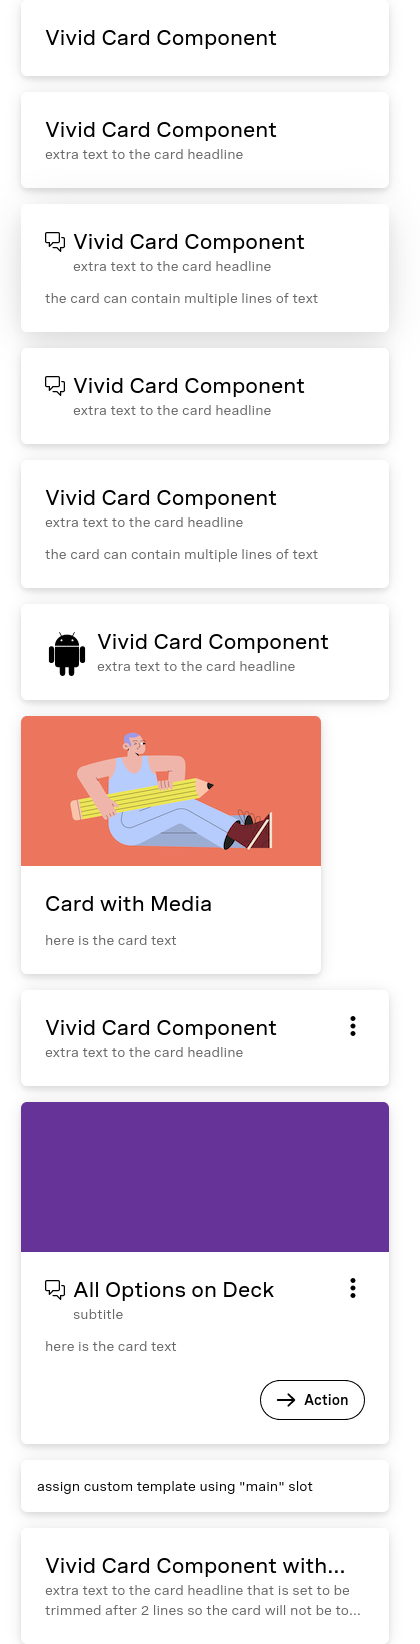 Vivid Card Component
Vivid Card Component
extra text to the card headline
Vivid Card Component
extra text to the card headline
the card can contain multiple lines of text
Vivid Card Component
extra text to the card headline
Vivid Card Component
extra text to the card headline
the card can contain multiple lines of text
Vivid Card Component
extra text to the card headline
Card with Media
here is the card text
Vivid Card Component
extra text to the card headline
All Options on Deck
subtitle
here is the card text
Action
assign custom template using "main" slot
Vivid Card Component with...
extra text to the card headline that is set to be
trimmed after 2 lines so the card will not be to...